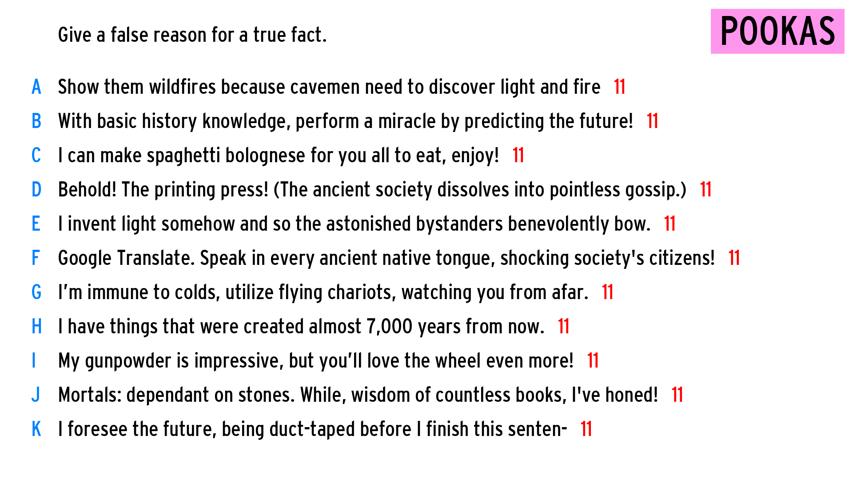 Give a false reason for a true fact.
POOKAS
A Show them wildfires because cavemen need to discover light and fire 11
B With basic history knowledge, perform a miracle by predicting the future! 11
C I can make spaghetti bolognese for you all to eat, enjoy! 11
D Behold! The printing press! (The ancient society dissolves into pointless gossip.) 11
E I invent light somehow and so the astonished bystanders benevolently bow. 11
F Google Translate. Speak in every ancient native tongue, shocking society's citizens! 11
G I’m immune to colds, utilize flying chariots, watching you from afar. 11
H I have things that were created almost 7,000 years from now. 11
I My gunpowder is impressive, but you’ll love the wheel even more! 11
J Mortals: dependant on stones. While, wisdom of countless books, I've honed! 11
K I foresee the future, being duct-taped before I finish this senten- 11